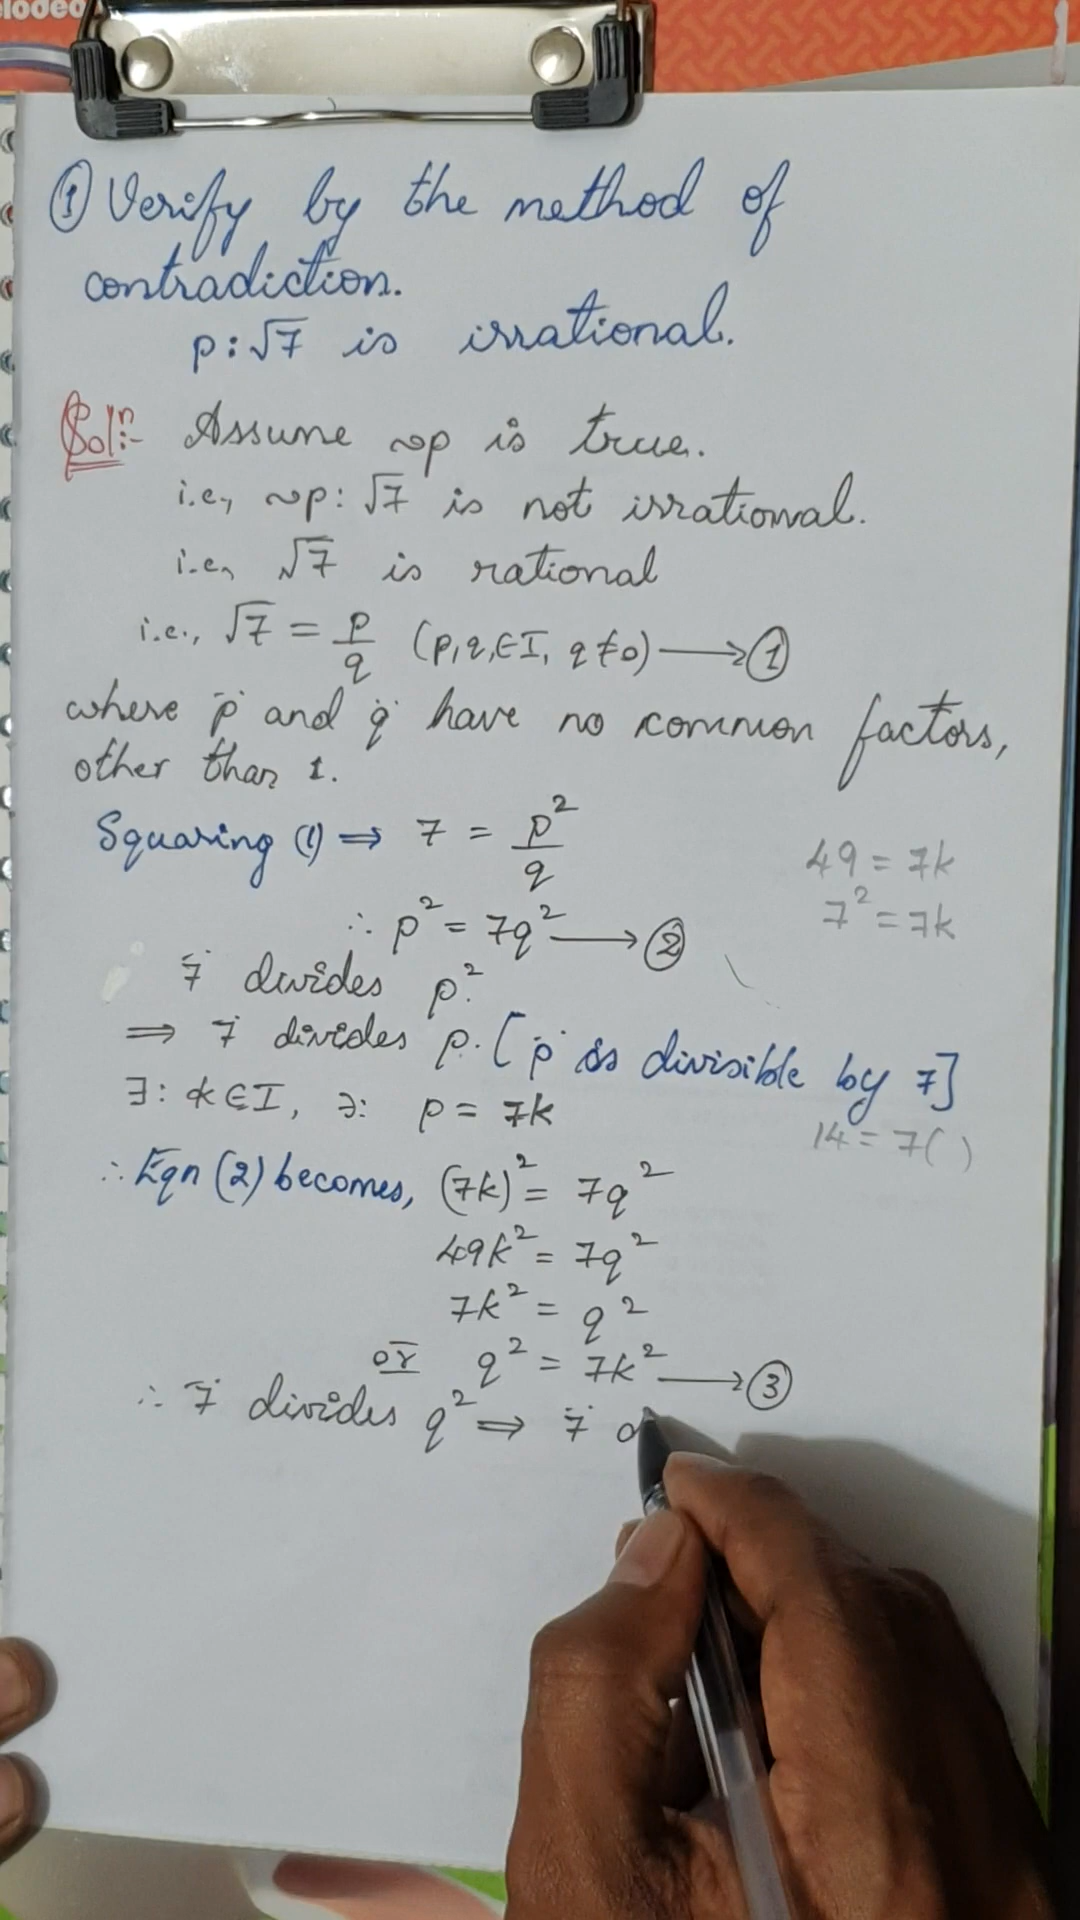 loded
① Verify by the method of
contradiction.
p: √7 is irrational.
Solⁿ:- Assume ~p is true.
i.e., ~p: √7 is not irrational.
i.e., √7 is rational
i.e., √7 = p/q (p,q,∈I, q≠0) ⟶ ①
where 'p' and 'q' have no common factors,
other than 1.
Squaring (1) ⇒ 7 = p²/q
∴ p² = 7q² ⟶ ②
49 = 7k
7² = 7k
'7' divides p².
⇒ 7 divides p. ['p' is divisible by 7]
∃: k∈I, ∋: p = 7k
14 = 7( )
∴ Eqn (2) becomes, (7k)² = 7q²
49k² = 7q²
7k² = q²
or q² = 7k² ⟶ ③
∴ '7' divides q² ⇒ '7' d